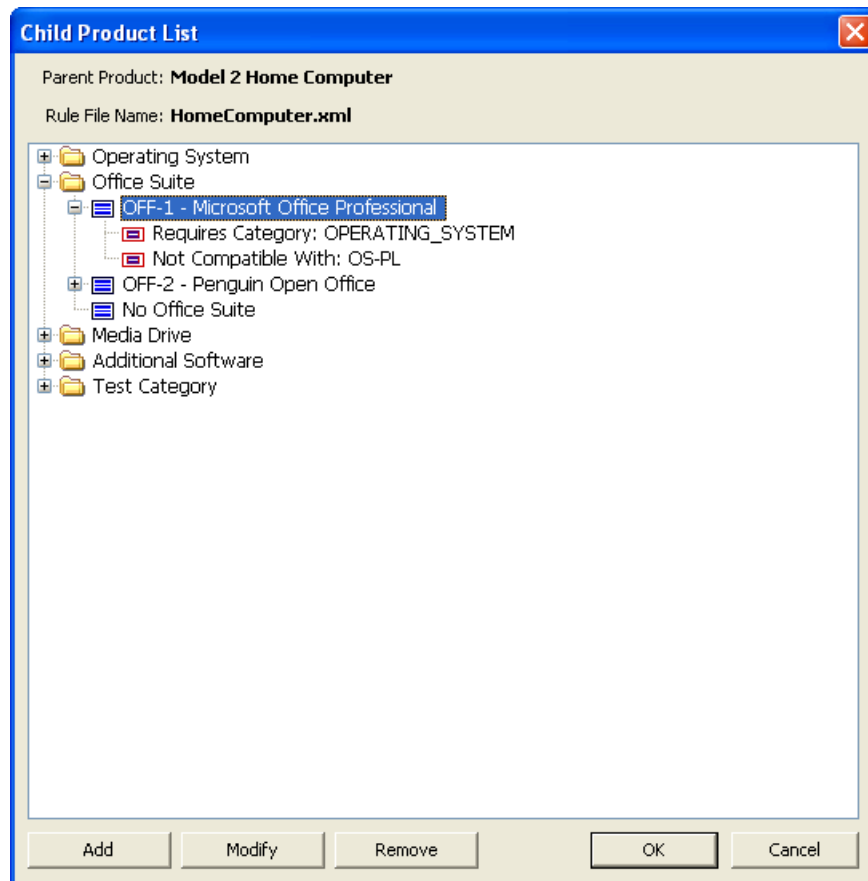 Child Product List
Parent Product: Model 2 Home Computer
Rule File Name: HomeComputer.xml
Operating System
Office Suite
OFF-1 - Microsoft Office Professional
Requires Category: OPERATING_SYSTEM
Not Compatible With: OS-PL
OFF-2 - Penguin Open Office
No Office Suite
Media Drive
Additional Software
Test Category
Add Modify Remove OK Cancel